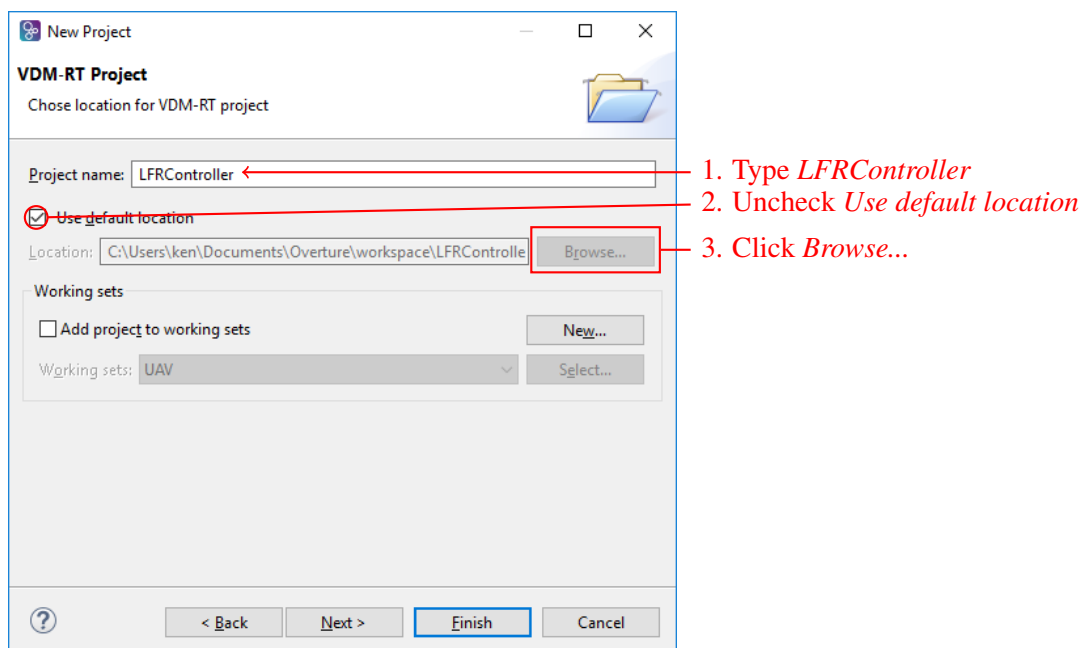 New Project
VDM-RT Project
Chose location for VDM-RT project
Project name: LFRController
1. Type LFRController
Use default location
2. Uncheck Use default location
Location: C:\Users\ken\Documents\Overture\workspace\LFRControlle Browse...
3. Click Browse...
Working sets
Add project to working sets New...
Working sets: UAV Select...
? < Back Next > Finish Cancel